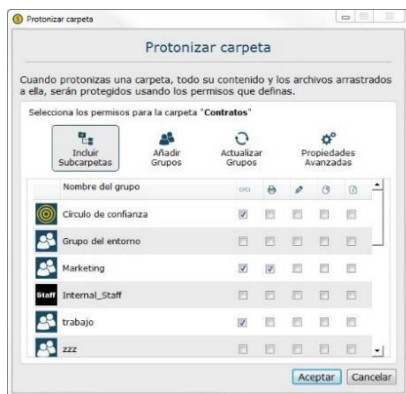 Protonizar carpeta
Protonizar carpeta
Cuando protonizas una carpeta, todo su contenido y los archivos arrastrados
a ella, serán protegidos usando los permisos que definas.
Selecciona los permisos para la carpeta "Contratos"
Incluir Subcarpetas
Añadir Grupos
Actualizar Grupos
Propiedades Avanzadas
Nombre del grupo
Círculo de confianza
Grupo del entorno
Marketing
Staff Internal_Staff
trabajo
zzz
Aceptar Cancelar